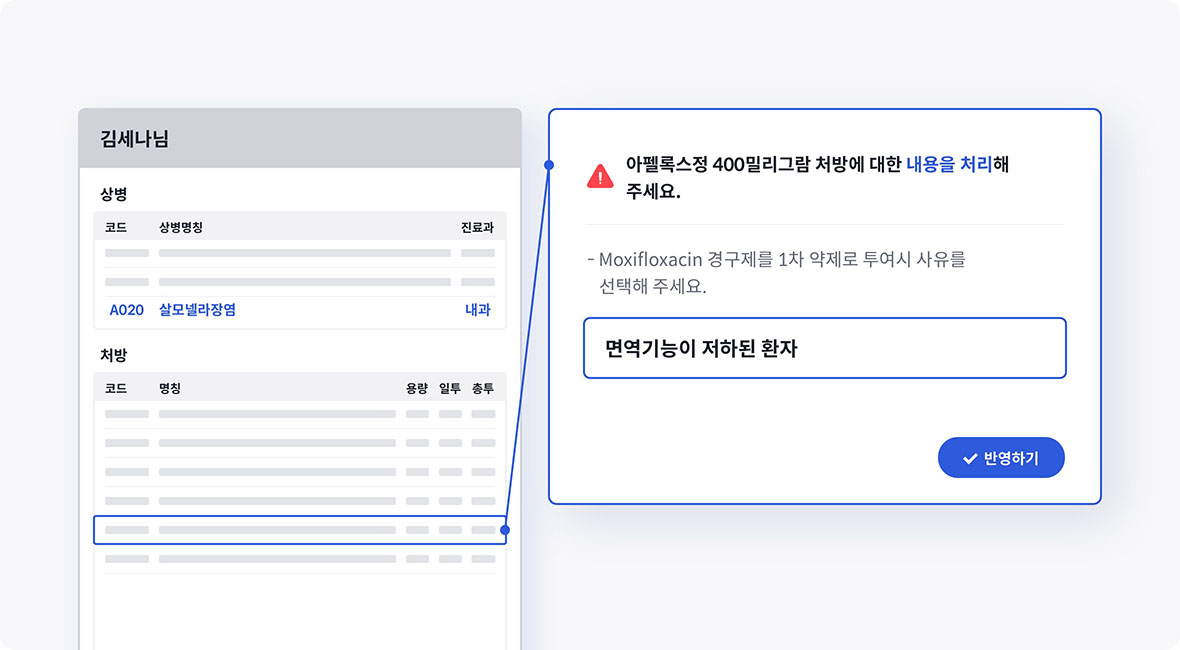 김세나님
상병
코드 상병명칭 진료과
A020 살모넬라장염 내과
처방
코드 명칭 용량 일투 총투
아펠록스정 400밀리그람 처방에 대한 내용을 처리해
주세요.
- Moxifloxacin 경구제를 1차 약제로 투여시 사유를
선택해 주세요.
면역기능이 저하된 환자
반영하기